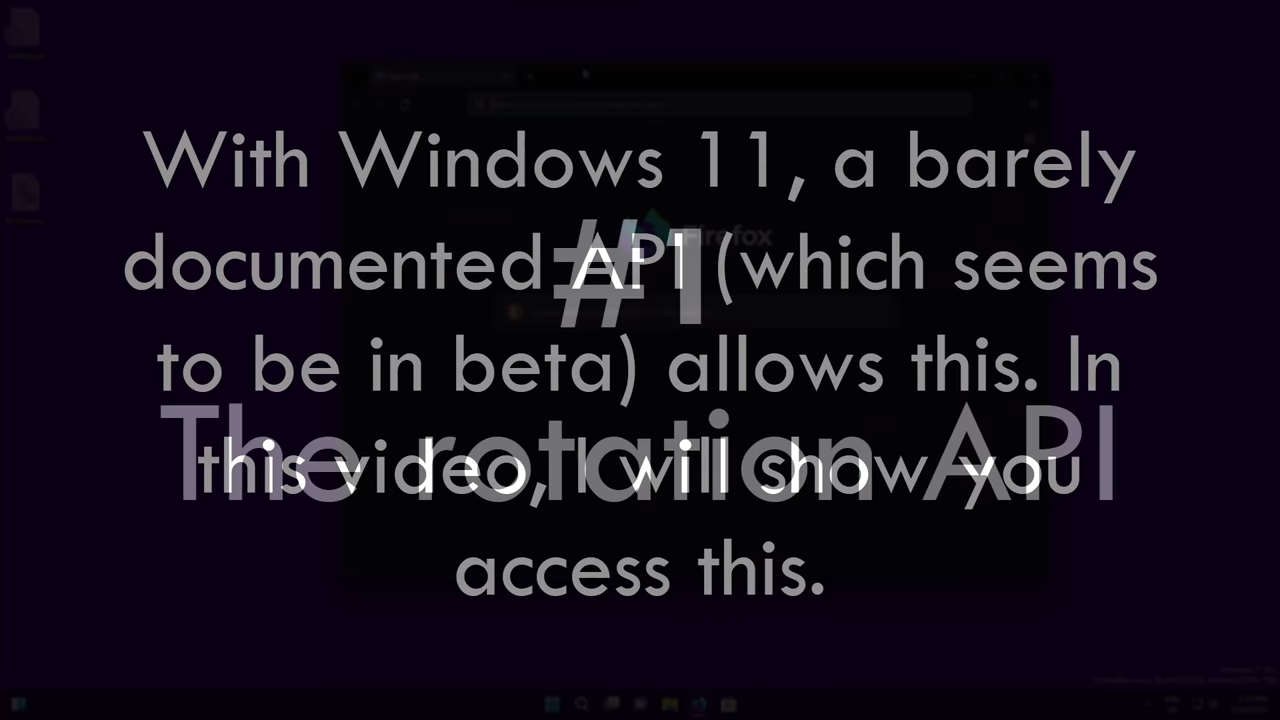 With Windows 11, a barely
documented API (which seems
to be in beta) allows this. In
this video, I will show you
access this.
#1
The rotation API
Firefox